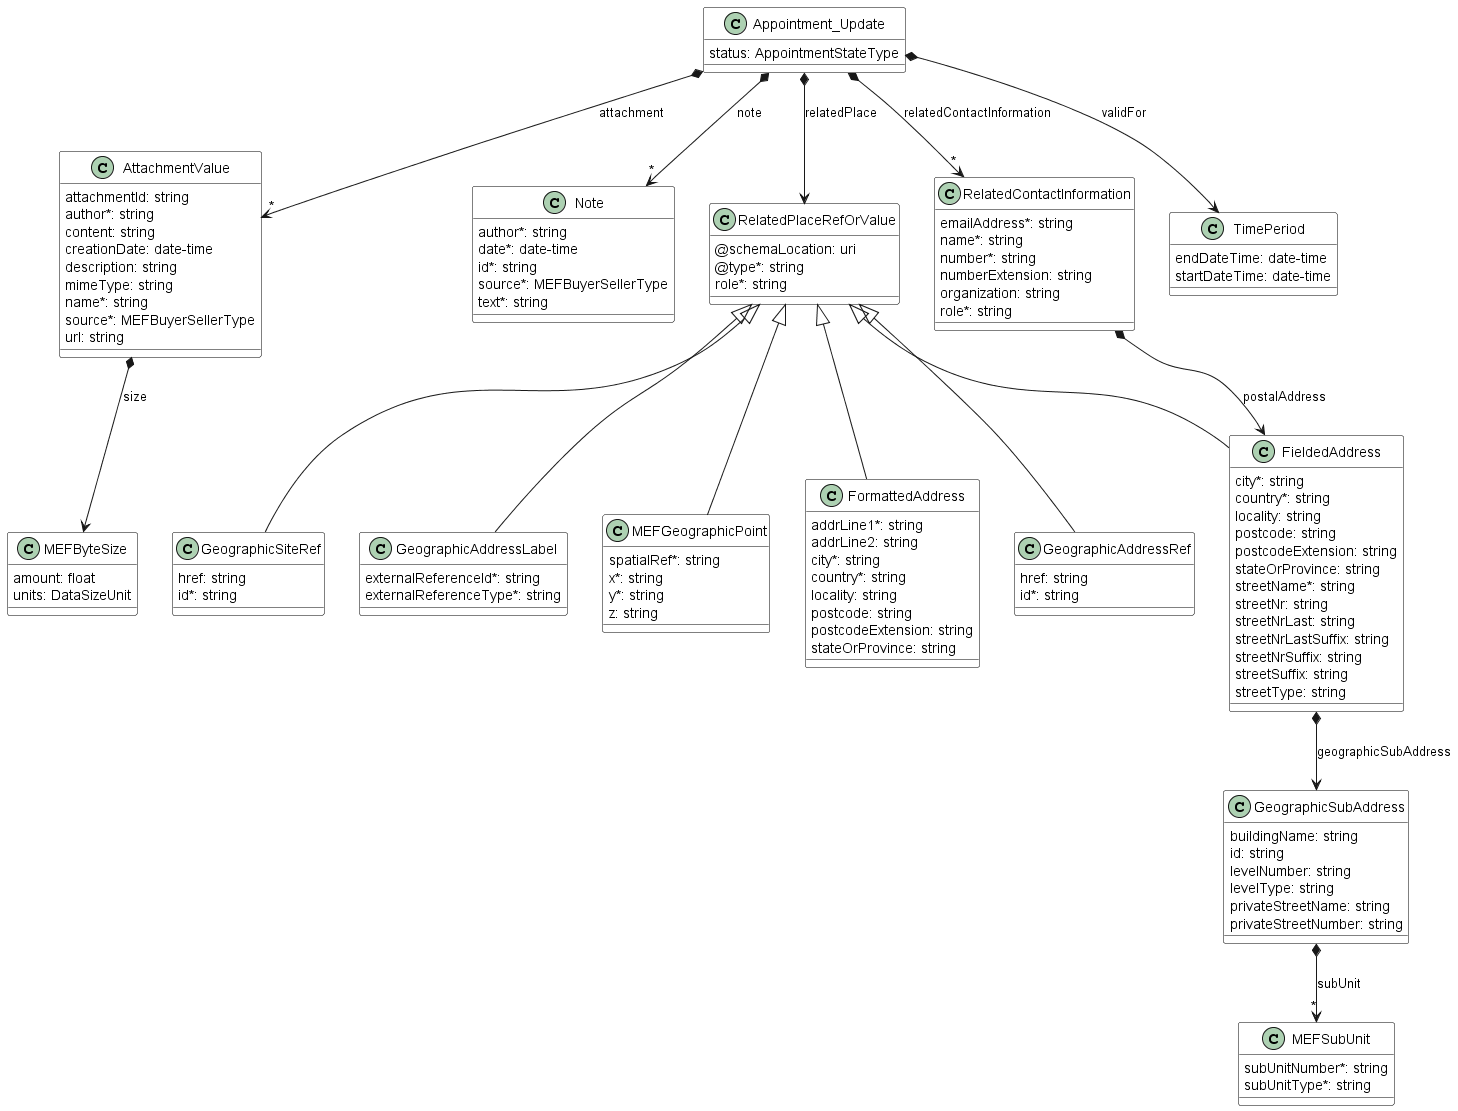 C Appointment_Update
status: AppointmentStateType
attachment
note
relatedPlace
relatedContactInformation
validFor
*
*
*
C AttachmentValue
attachmentId: string
author*: string
content: string
creationDate: date-time
description: string
mimeType: string
name*: string
source*: MEFBuyerSellerType
url: string
C Note
author*: string
date*: date-time
id*: string
source*: MEFBuyerSellerType
text*: string
C RelatedPlaceRefOrValue
@schemaLocation: uri
@type*: string
role*: string
C RelatedContactInformation
emailAddress*: string
name*: string
number*: string
numberExtension: string
organization: string
role*: string
C TimePeriod
endDateTime: date-time
startDateTime: date-time
size
postalAddress
C MEFByteSize
amount: float
units: DataSizeUnit
C GeographicSiteRef
href: string
id*: string
C GeographicAddressLabel
externalReferenceId*: string
externalReferenceType*: string
C MEFGeographicPoint
spatialRef*: string
x*: string
y*: string
z: string
C FormattedAddress
addrLine1*: string
addrLine2: string
city*: string
country*: string
locality: string
postcode: string
postcodeExtension: string
stateOrProvince: string
C GeographicAddressRef
href: string
id*: string
C FieldedAddress
city*: string
country*: string
locality: string
postcode: string
postcodeExtension: string
stateOrProvince: string
streetName*: string
streetNr: string
streetNrLast: string
streetNrLastSuffix: string
streetNrSuffix: string
streetSuffix: string
streetType: string
geographicSubAddress
C GeographicSubAddress
buildingName: string
id: string
levelNumber: string
levelType: string
privateStreetName: string
privateStreetNumber: string
subUnit
*
C MEFSubUnit
subUnitNumber*: string
subUnitType*: string